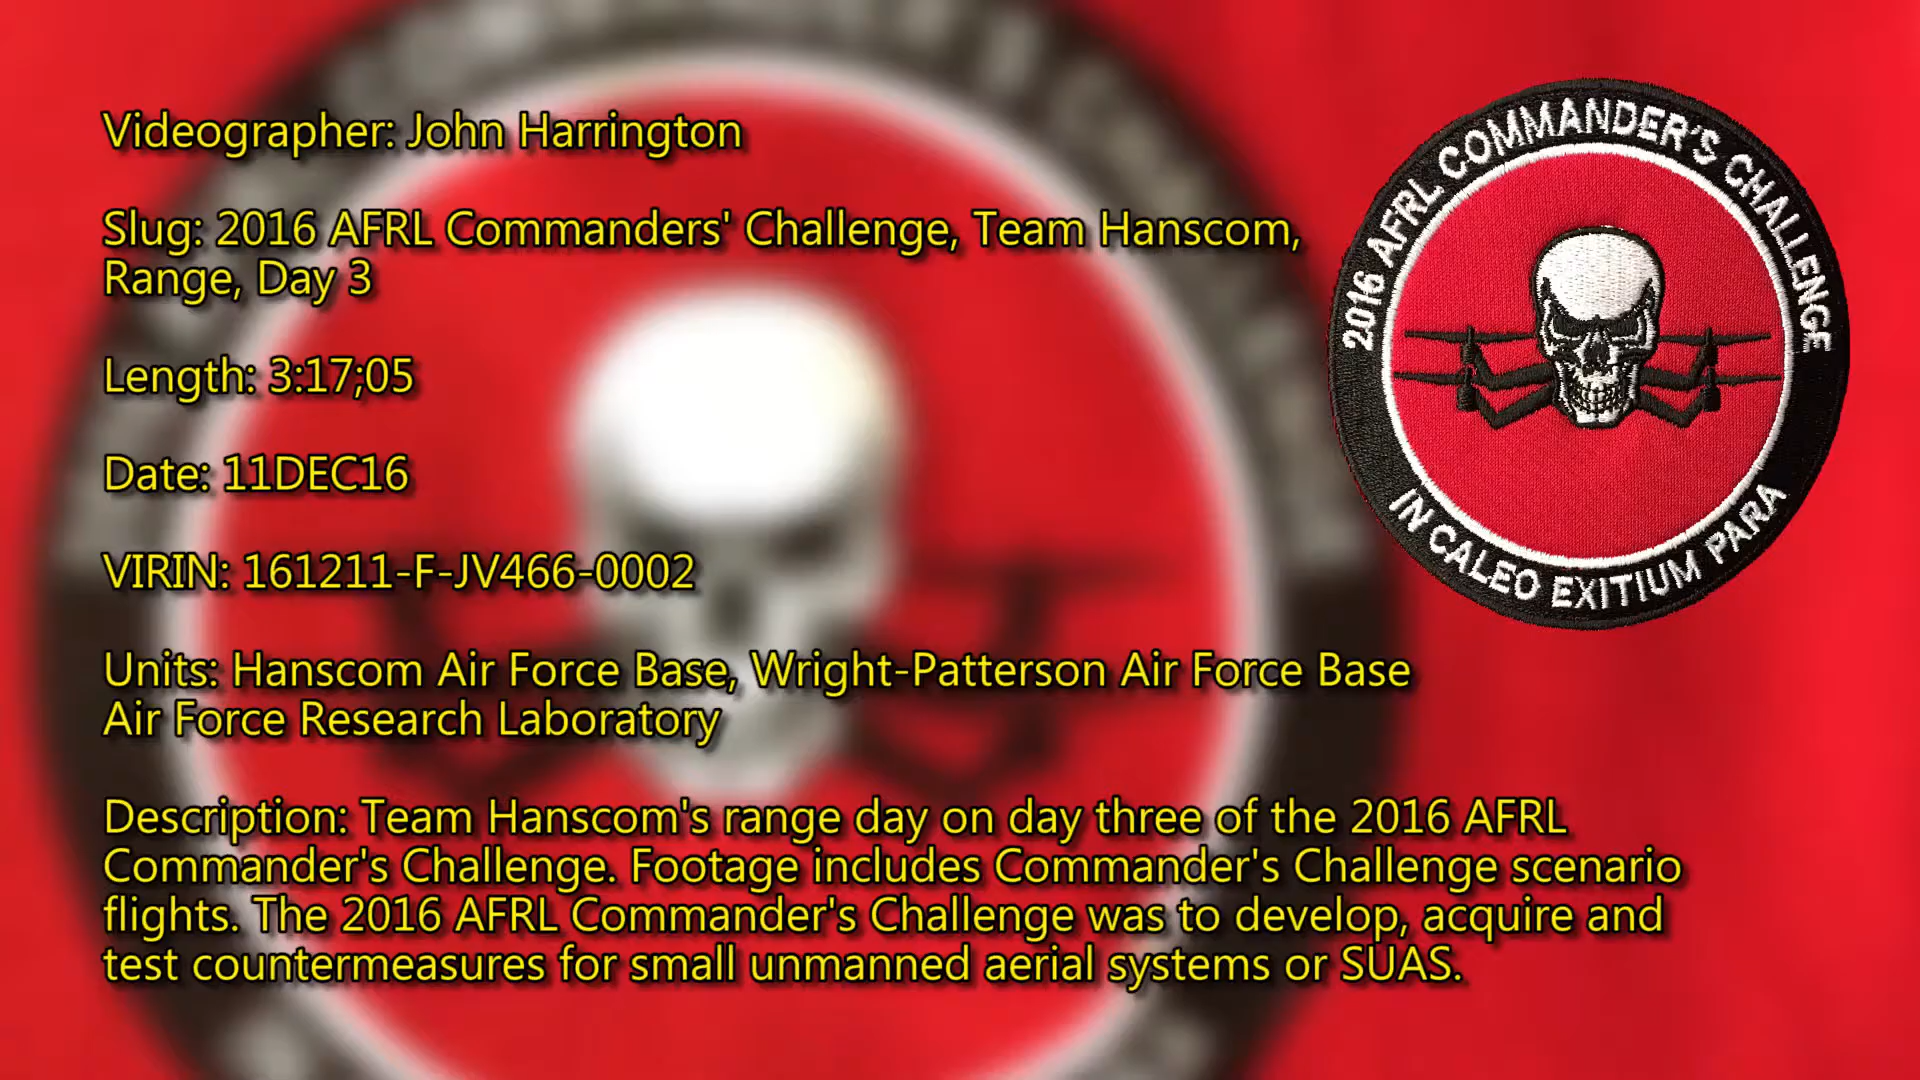 Videographer: John Harrington
Slug: 2016 AFRL Commanders' Challenge, Team Hanscom,
Range, Day 3
Length: 3:17;05
Date: 11DEC16
VIRIN: 161211-F-JV466-0002
Units: Hanscom Air Force Base, Wright-Patterson Air Force Base
Air Force Research Laboratory
Description: Team Hanscom's range day on day three of the 2016 AFRL
Commander's Challenge. Footage includes Commander's Challenge scenario
flights. The 2016 AFRL Commander's Challenge was to develop, acquire and
test countermeasures for small unmanned aerial systems or SUAS.
2016 AFRL COMMANDER'S CHALLENGE
IN CALEO EXITIUM PARA